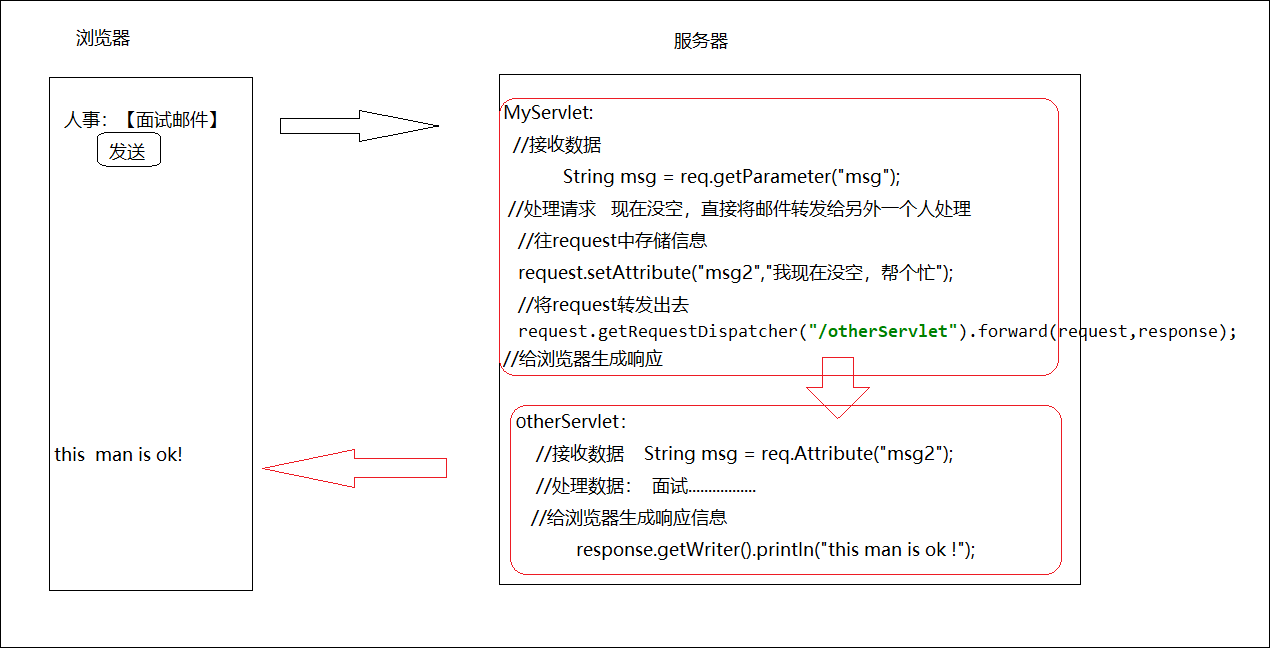 浏览器
服务器
人事：【面试邮件】
发送
this  man is ok!
MyServlet:
//接收数据
String msg = req.getParameter("msg");
//处理请求   现在没空，直接将邮件转发给另外一个人处理
//往request中存储信息
request.setAttribute("msg2","我现在没空，帮个忙");
//将request转发出去
request.getRequestDispatcher("/otherServlet").forward(request,response);
//给浏览器生成响应
otherServlet：
//接收数据    String msg = req.Attribute("msg2");
//处理数据：   面试.................
//给浏览器生成响应信息
response.getWriter().println("this man is ok !");